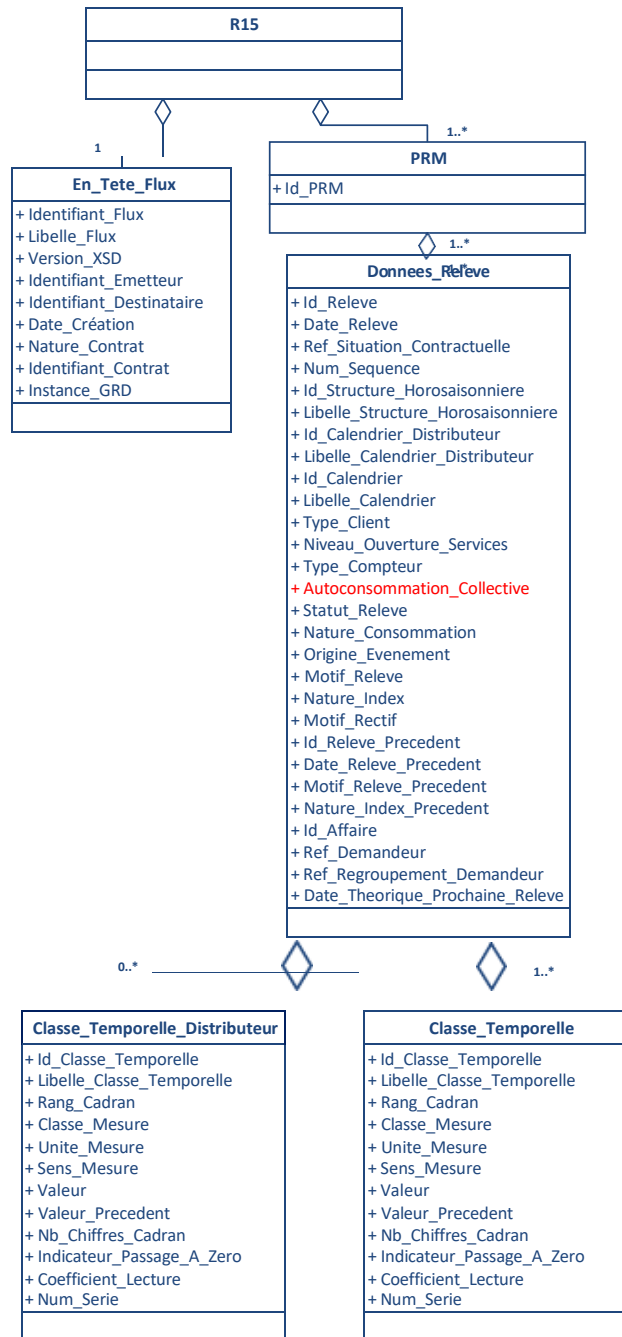 R15
1
1..*
En_Tete_Flux
+ Identifiant_Flux
+ Libelle_Flux
+ Version_XSD
+ Identifiant_Emetteur
+ Identifiant_Destinataire
+ Date_Création
+ Nature_Contrat
+ Identifiant_Contrat
+ Instance_GRD
PRM
+ Id_PRM
1..*
1..*
Donnees_Releve
+ Id_Releve
+ Date_Releve
+ Ref_Situation_Contractuelle
+ Num_Sequence
+ Id_Structure_Horosaisonniere
+ Libelle_Structure_Horosaisonniere
+ Id_Calendrier_Distributeur
+ Libelle_Calendrier_Distributeur
+ Id_Calendrier
+ Libelle_Calendrier
+ Type_Client
+ Niveau_Ouverture_Services
+ Type_Compteur
+ Autoconsommation_Collective
+ Statut_Releve
+ Nature_Consommation
+ Origine_Evenement
+ Motif_Releve
+ Nature_Index
+ Motif_Rectif
+ Id_Releve_Precedent
+ Date_Releve_Precedent
+ Motif_Releve_Precedent
+ Nature_Index_Precedent
+ Id_Affaire
+ Ref_Demandeur
+ Ref_Regroupement_Demandeur
+ Date_Theorique_Prochaine_Releve
0..*
1..*
Classe_Temporelle_Distributeur
+ Id_Classe_Temporelle
+ Libelle_Classe_Temporelle
+ Rang_Cadran
+ Classe_Mesure
+ Unite_Mesure
+ Sens_Mesure
+ Valeur
+ Valeur_Precedent
+ Nb_Chiffres_Cadran
+ Indicateur_Passage_A_Zero
+ Coefficient_Lecture
+ Num_Serie
Classe_Temporelle
+ Id_Classe_Temporelle
+ Libelle_Classe_Temporelle
+ Rang_Cadran
+ Classe_Mesure
+ Unite_Mesure
+ Sens_Mesure
+ Valeur
+ Valeur_Precedent
+ Nb_Chiffres_Cadran
+ Indicateur_Passage_A_Zero
+ Coefficient_Lecture
+ Num_Serie